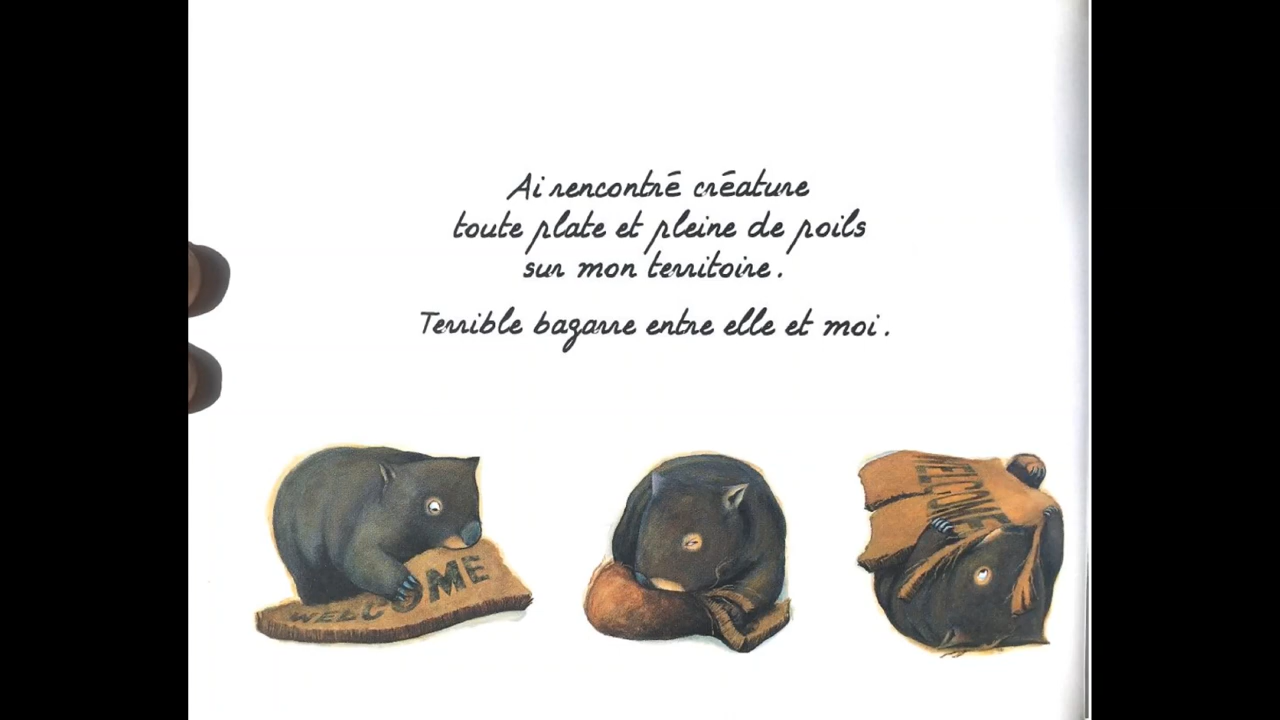 Ai rencontré créature
toute plate et pleine de poils
sur mon territoire.
Terrible bagarre entre elle et moi.
WELCOME
WELCOME